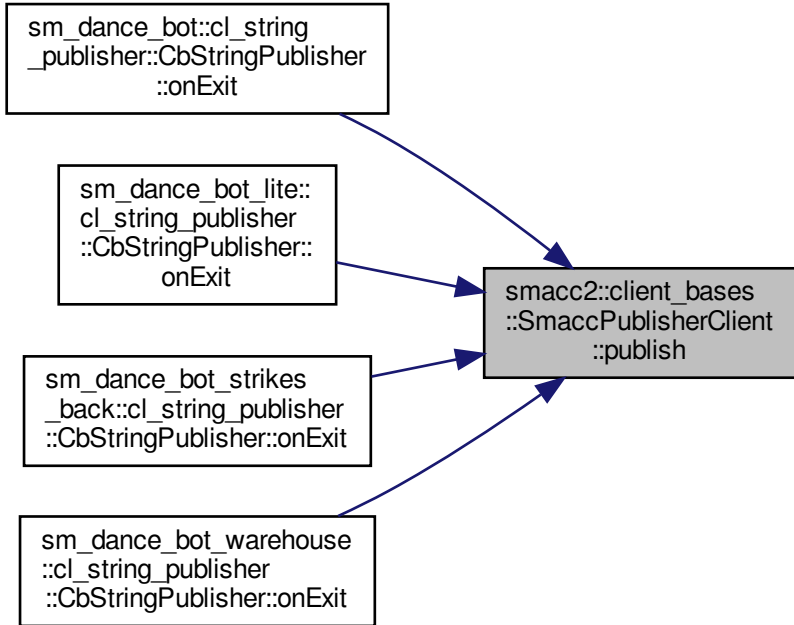 sm_dance_bot::cl_string
_publisher::CbStringPublisher
::onExit
sm_dance_bot_lite::
cl_string_publisher
::CbStringPublisher::
onExit
sm_dance_bot_strikes
_back::cl_string_publisher
::CbStringPublisher::onExit
sm_dance_bot_warehouse
::cl_string_publisher
::CbStringPublisher::onExit
smacc2::client_bases
::SmaccPublisherClient
::publish